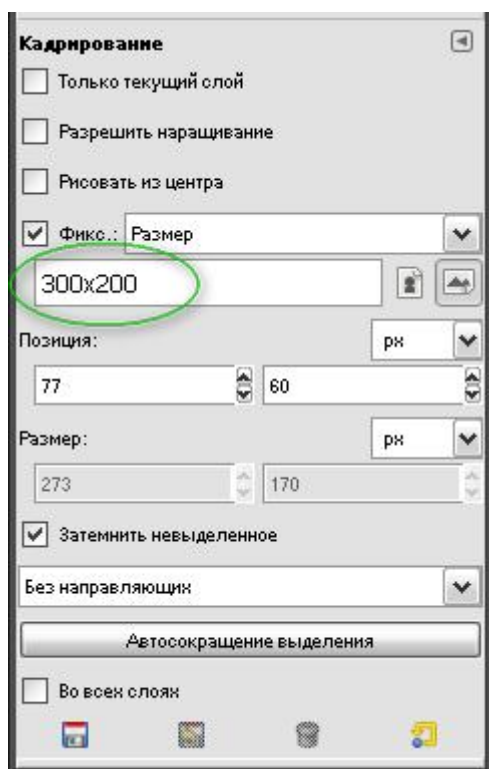 Кадрирование
Только текущий слой
Разрешить наращивание
Рисовать из центра
Фикс.: Размер
300x200
Позиция: px
77 60
Размер: px
273 170
Затемнить невыделенное
Без направляющих
Автосокращение выделения
Во всех слоях